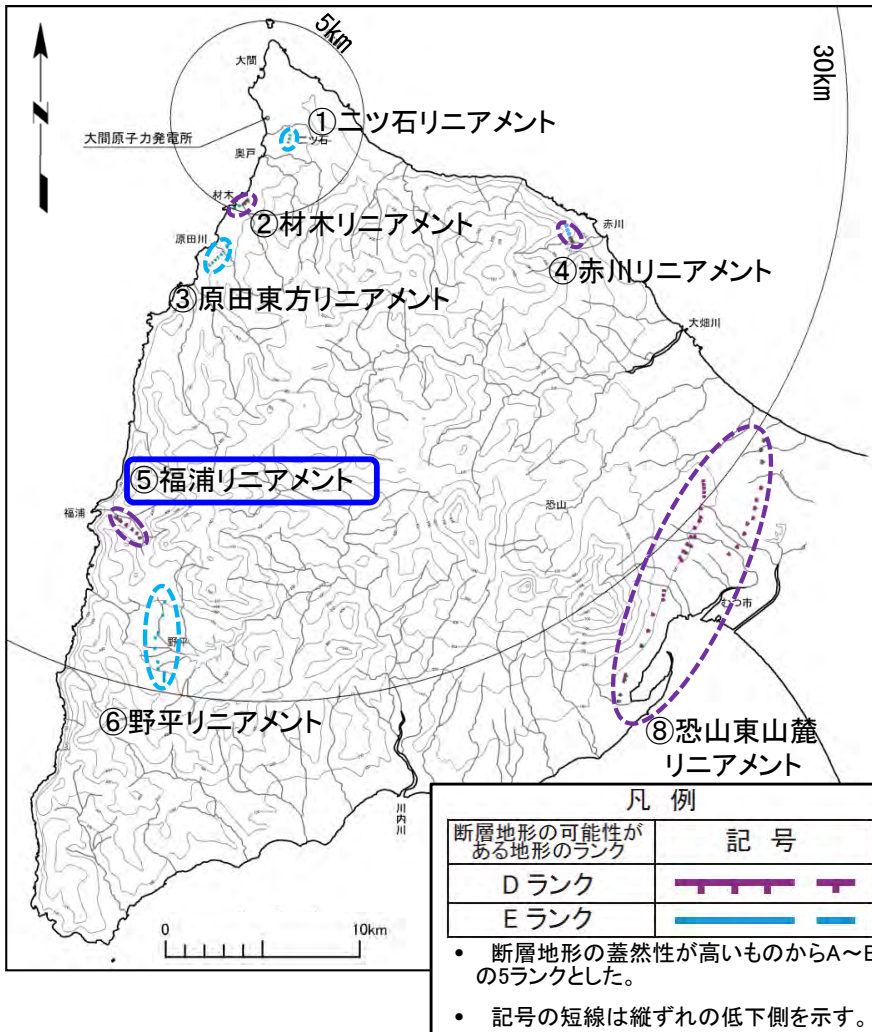 5km
30km
大間
N
大間原子力発電所
①二ツ石リニアメント
二ツ石
奥戸
材木
②材木リニアメント
原田川
赤川
④赤川リニアメント
③原田東方リニアメント
大畑川
⑤福浦リニアメント
福浦
恐山
むつ市
野平
⑥野平リニアメント
⑧恐山東山麓
リニアメント
川内川
凡 例
断層地形の可能性が
ある地形のランク
記 号
D ランク
E ランク
0 10km
• 断層地形の蓋然性が高いものからA～E
の5ランクとした。
• 記号の短線は縦ずれの低下側を示す。